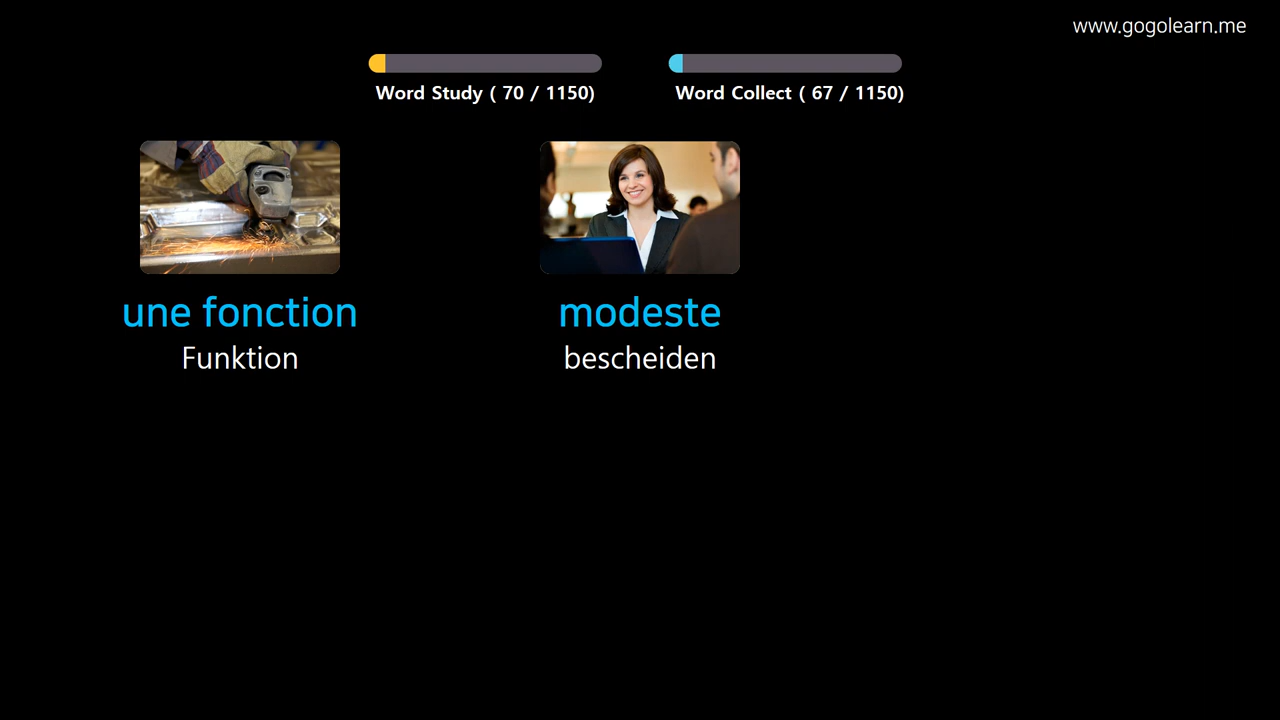 www.gogolearn.me
Word Study ( 70 / 1150)
Word Collect ( 67 / 1150)
une fonction
modeste
Funktion
bescheiden